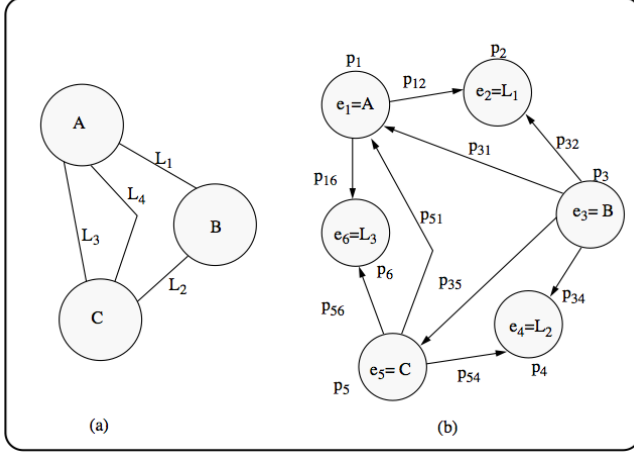 A
L1
L4
B
L3
L2
C
(a)
p1
p2
p12
e1=A
e2=L1
p31
p32
p3
p16
e3= B
p51
e6=L3
p6
p35
p56
p34
e4=L2
e5= C
p54
p4
p5
(b)